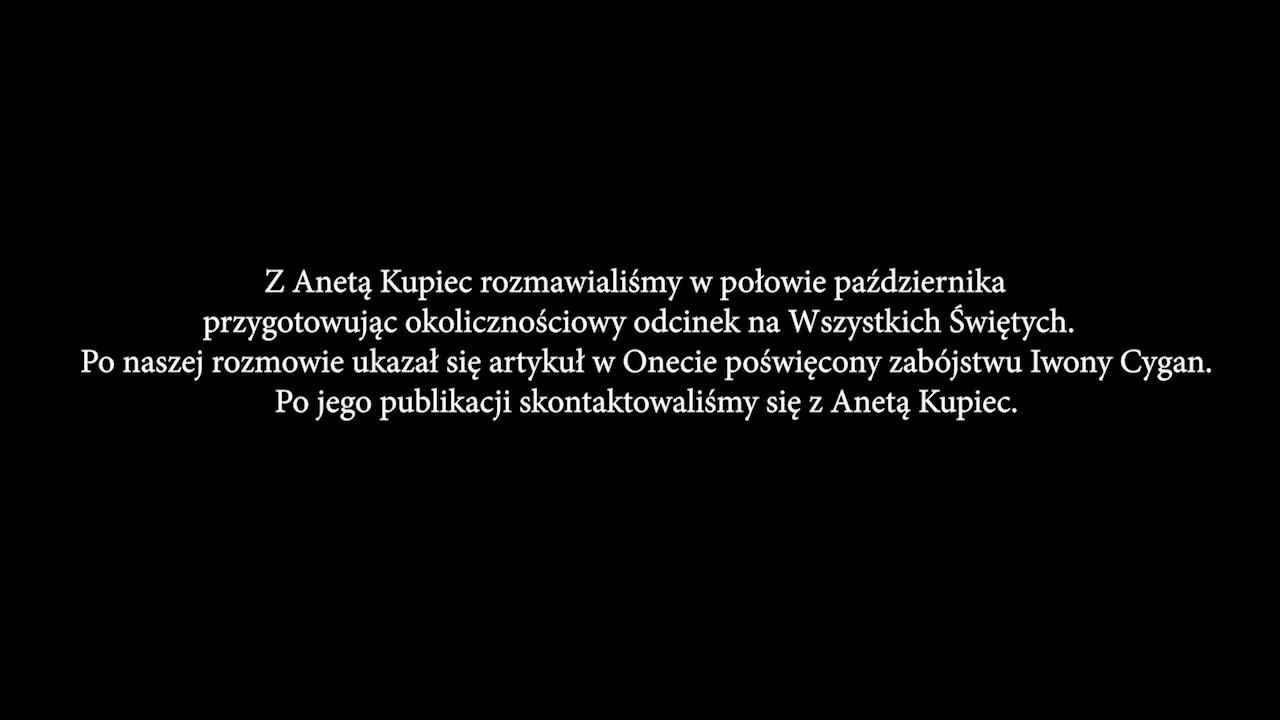 Z Anetą Kupiec rozmawialiśmy w połowie października
przygotowując okolicznościowy odcinek na Wszystkich Świętych.
Po naszej rozmowie ukazał się artykuł w Onecie poświęcony zabójstwu Iwony Cygan.
Po jego publikacji skontaktowaliśmy się z Anetą Kupiec.